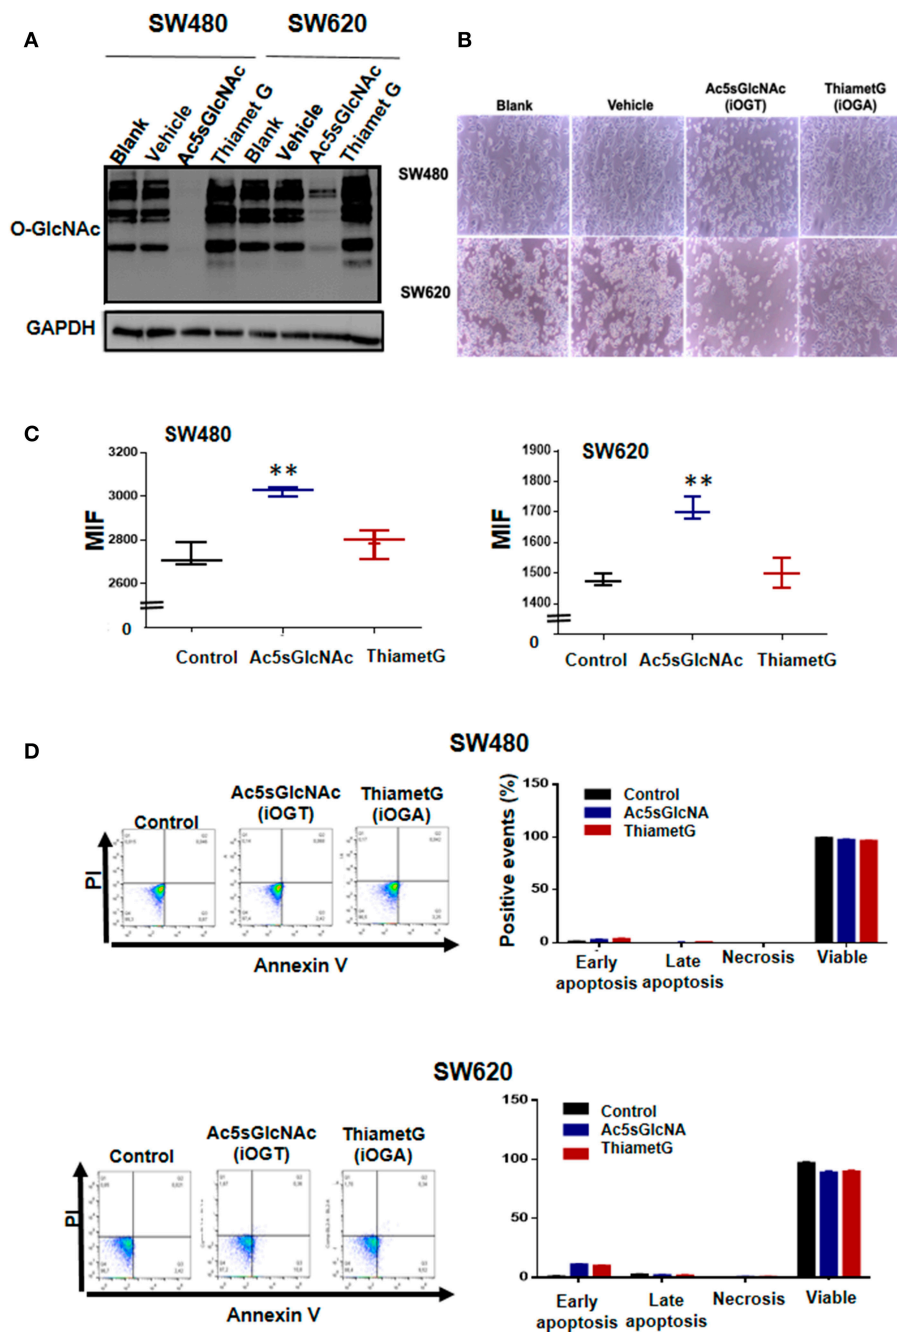 A
SW480 SW620
Blank Vehicle Ac5sGlcNAc Thiamet G Blank Vehicle Ac5sGlcNAc Thiamet G
O-GlcNAc
GAPDH
B
Blank Vehicle Ac5sGlcNAc (iOGT) ThiametG (iOGA)
SW480
SW620
C
SW480
MIF
3200
3000
2800
2600
0
Control Ac5sGlcNAc ThiametG
SW620
MIF
1900
1800
1700
1600
1500
1400
0
Control Ac5sGlcNAc ThiametG
** 
**
D
SW480
Control
Ac5sGlcNAc
(iOGT)
ThiametG
(iOGA)
PI
Annexin V
Positive events (%)
150
100
50
0
Control
Ac5sGlcNA
ThiametG
Early apoptosis
Late apoptosis
Necrosis
Viable
SW620
Control
Ac5sGlcNAc
(iOGT)
ThiametG
(iOGA)
PI
Annexin V
150
100
50
0
Control
Ac5sGlcNA
ThiametG
Early apoptosis
Late apoptosis
Necrosis
Viable